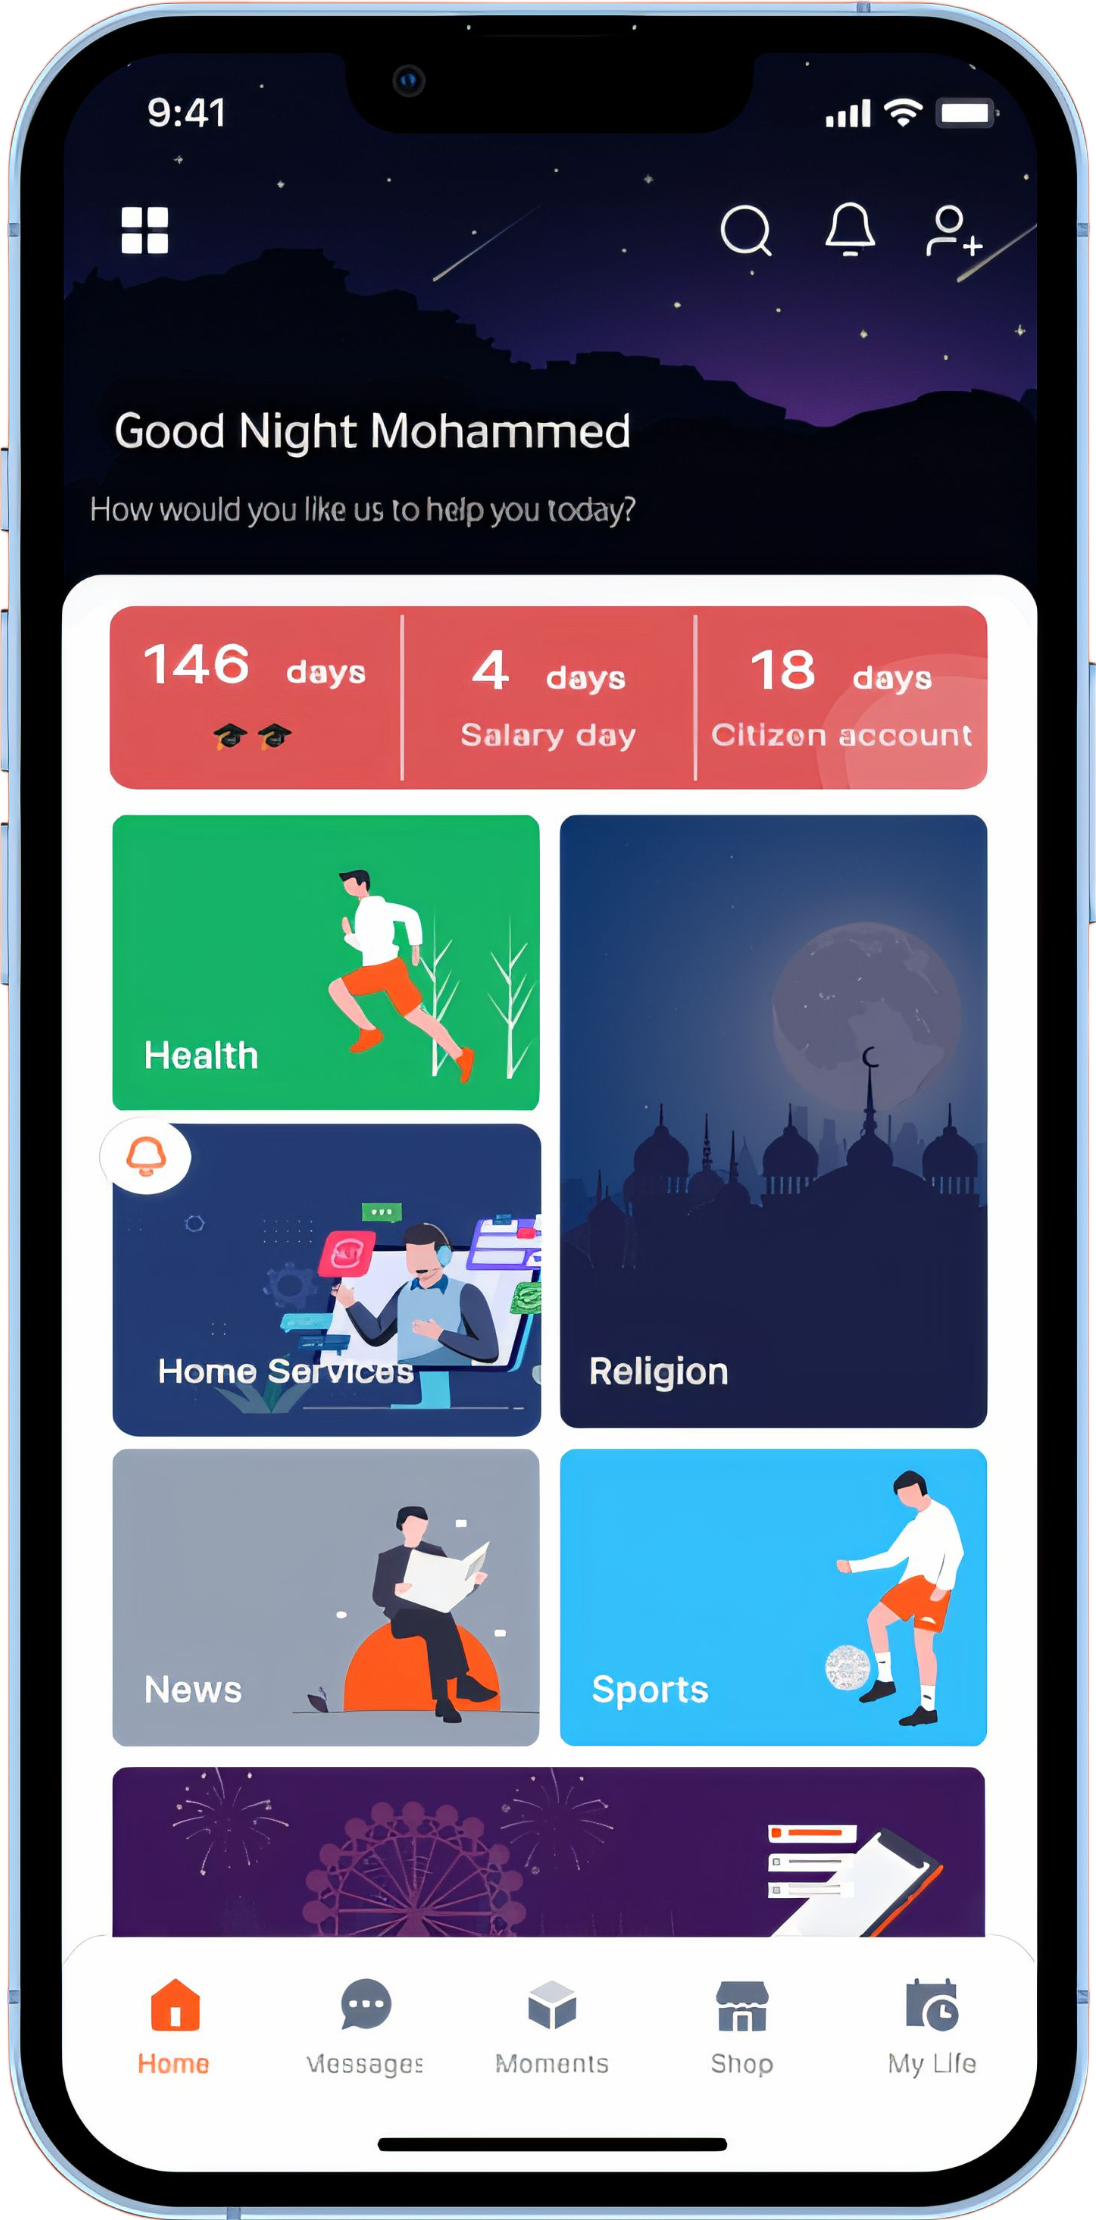 9:41
Good Night Mohammed
How would you like us to help you today?
146 days
4 days
18 days
🎓🎓
Salary day
Citizen account
Health
Home Services
Religion
News
Sports
Home
Messages
Moments
Shop
My Life